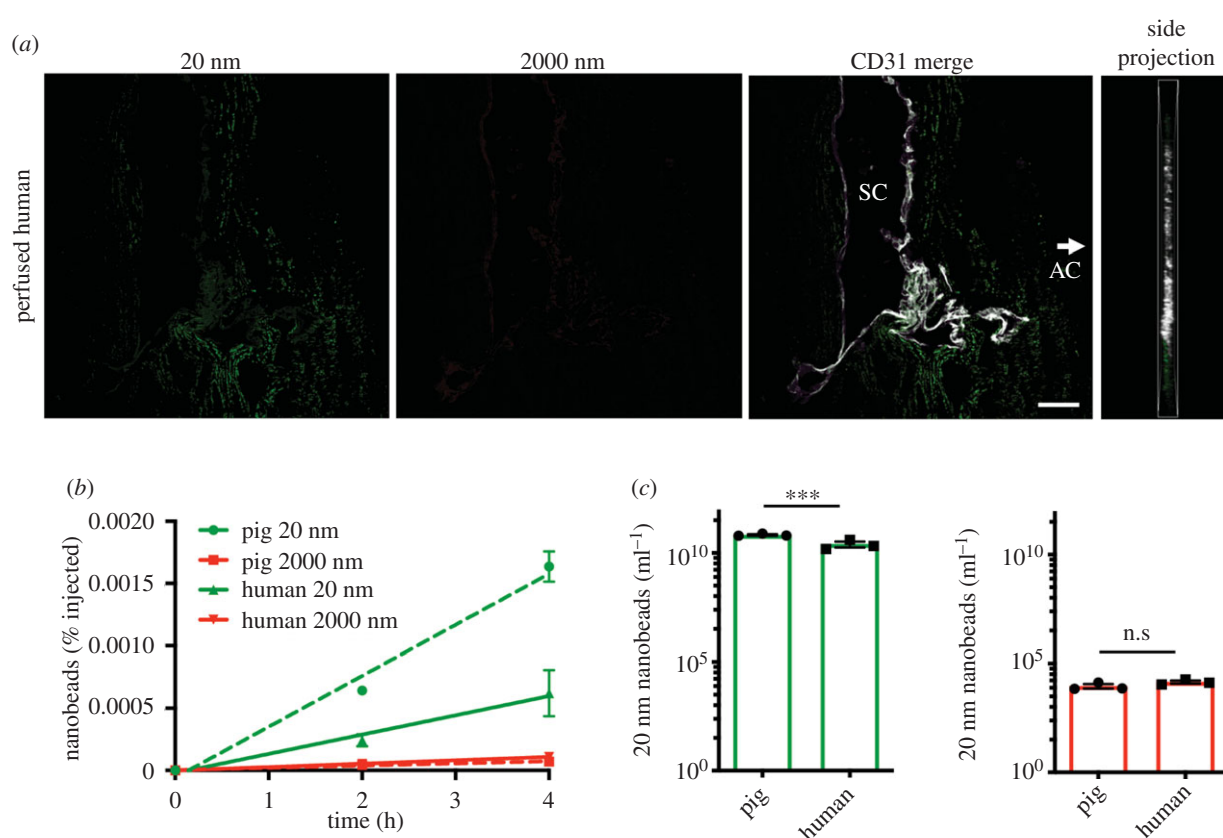 (a)
20 nm
2000 nm
CD31 merge
side
projection
perfused human
SC
AC
(b)
0.0020
0.0015
0.0010
0.0005
0
nanobeads (% injected)
pig 20 nm
pig 2000 nm
human 20 nm
human 2000 nm
0 1 2 3 4
time (h)
(c)
20 nm nanobeads (ml⁻¹)
10¹⁰
10⁵
10⁰
***
pig
human
20 nm nanobeads (ml⁻¹)
10¹⁰
10⁵
10⁰
n.s
pig
human